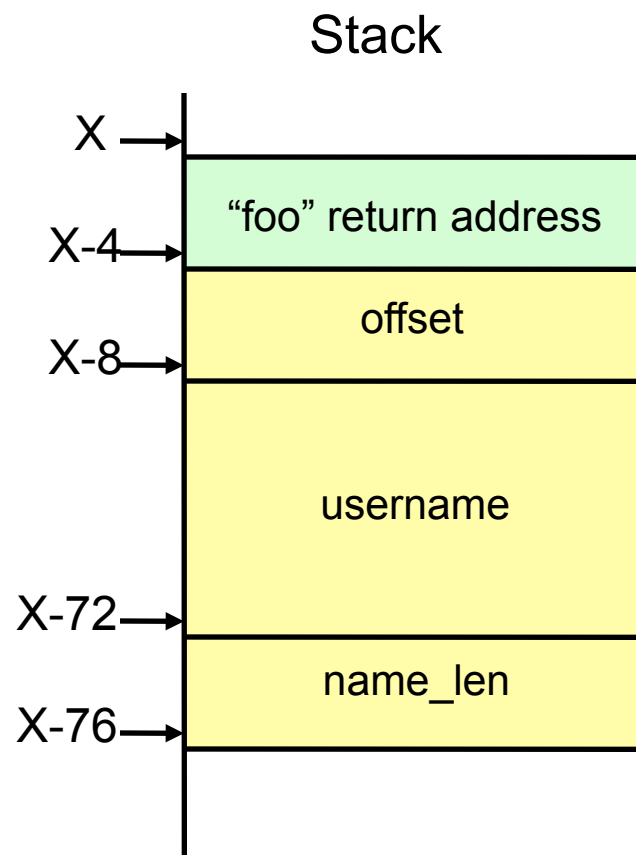 Stack
X
“foo” return address
X-4
offset
X-8
username
X-72
name_len
X-76